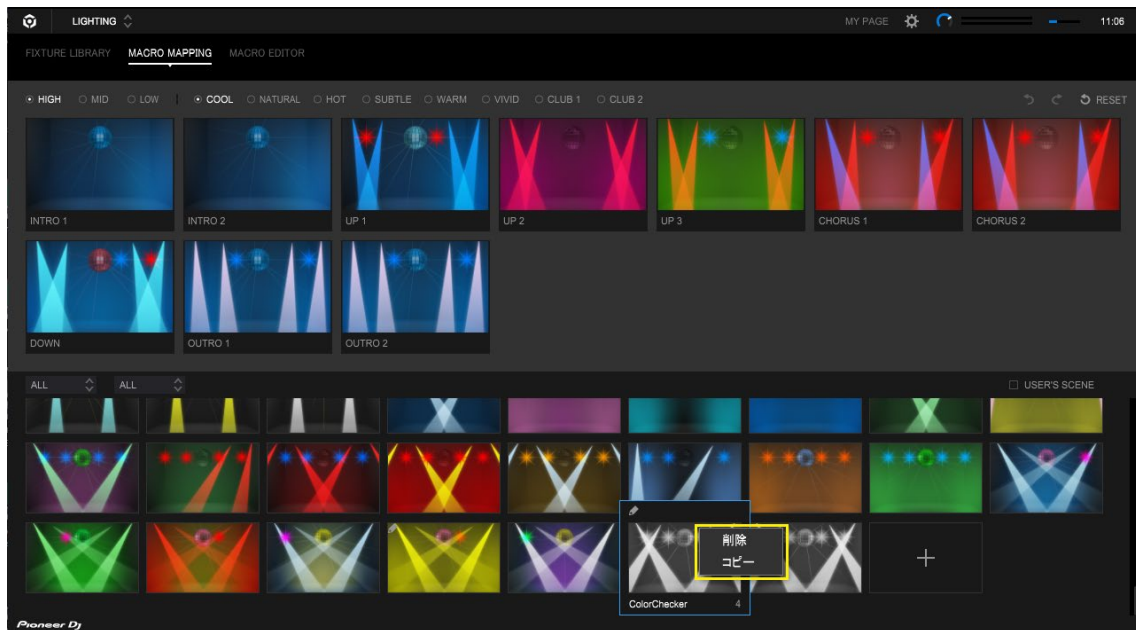 LIGHTING
MY PAGE
11:06
FIXTURE LIBRARY MACRO MAPPING MACRO EDITOR
HIGH MID LOW COOL NATURAL HOT SUBTLE WARM VIVID CLUB 1 CLUB 2 RESET
INTRO 1 INTRO 2 UP 1 UP 2 UP 3 CHORUS 1 CHORUS 2
DOWN OUTRO 1 OUTRO 2
ALL ALL USER'S SCENE
削除
コピー
ColorChecker 4
Pioneer Dj